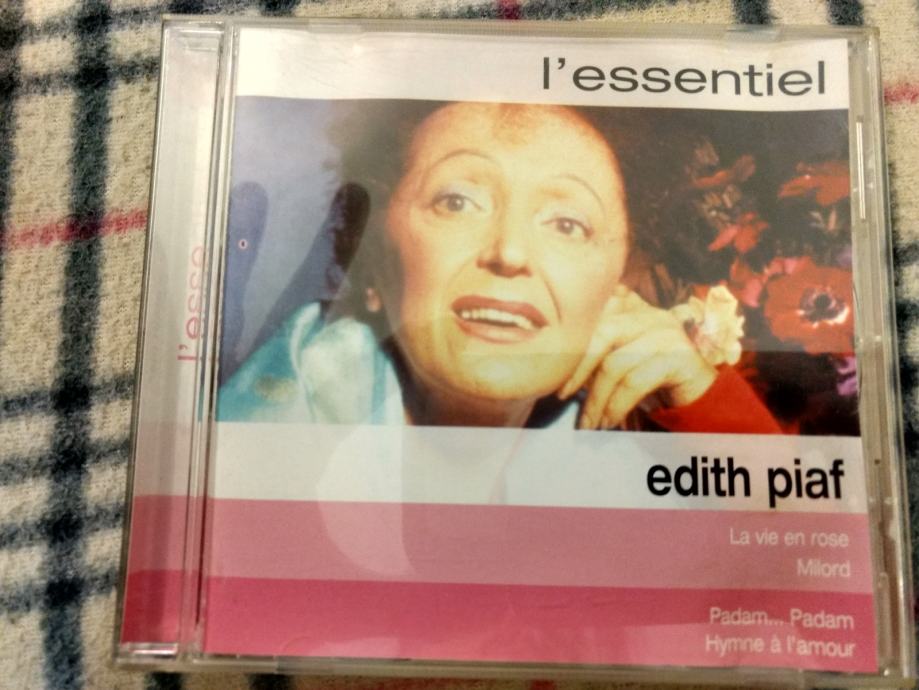 l'essentiel
l'esse
edith piaf
La vie en rose
Milord
Padam... Padam
Hymne à l'amour